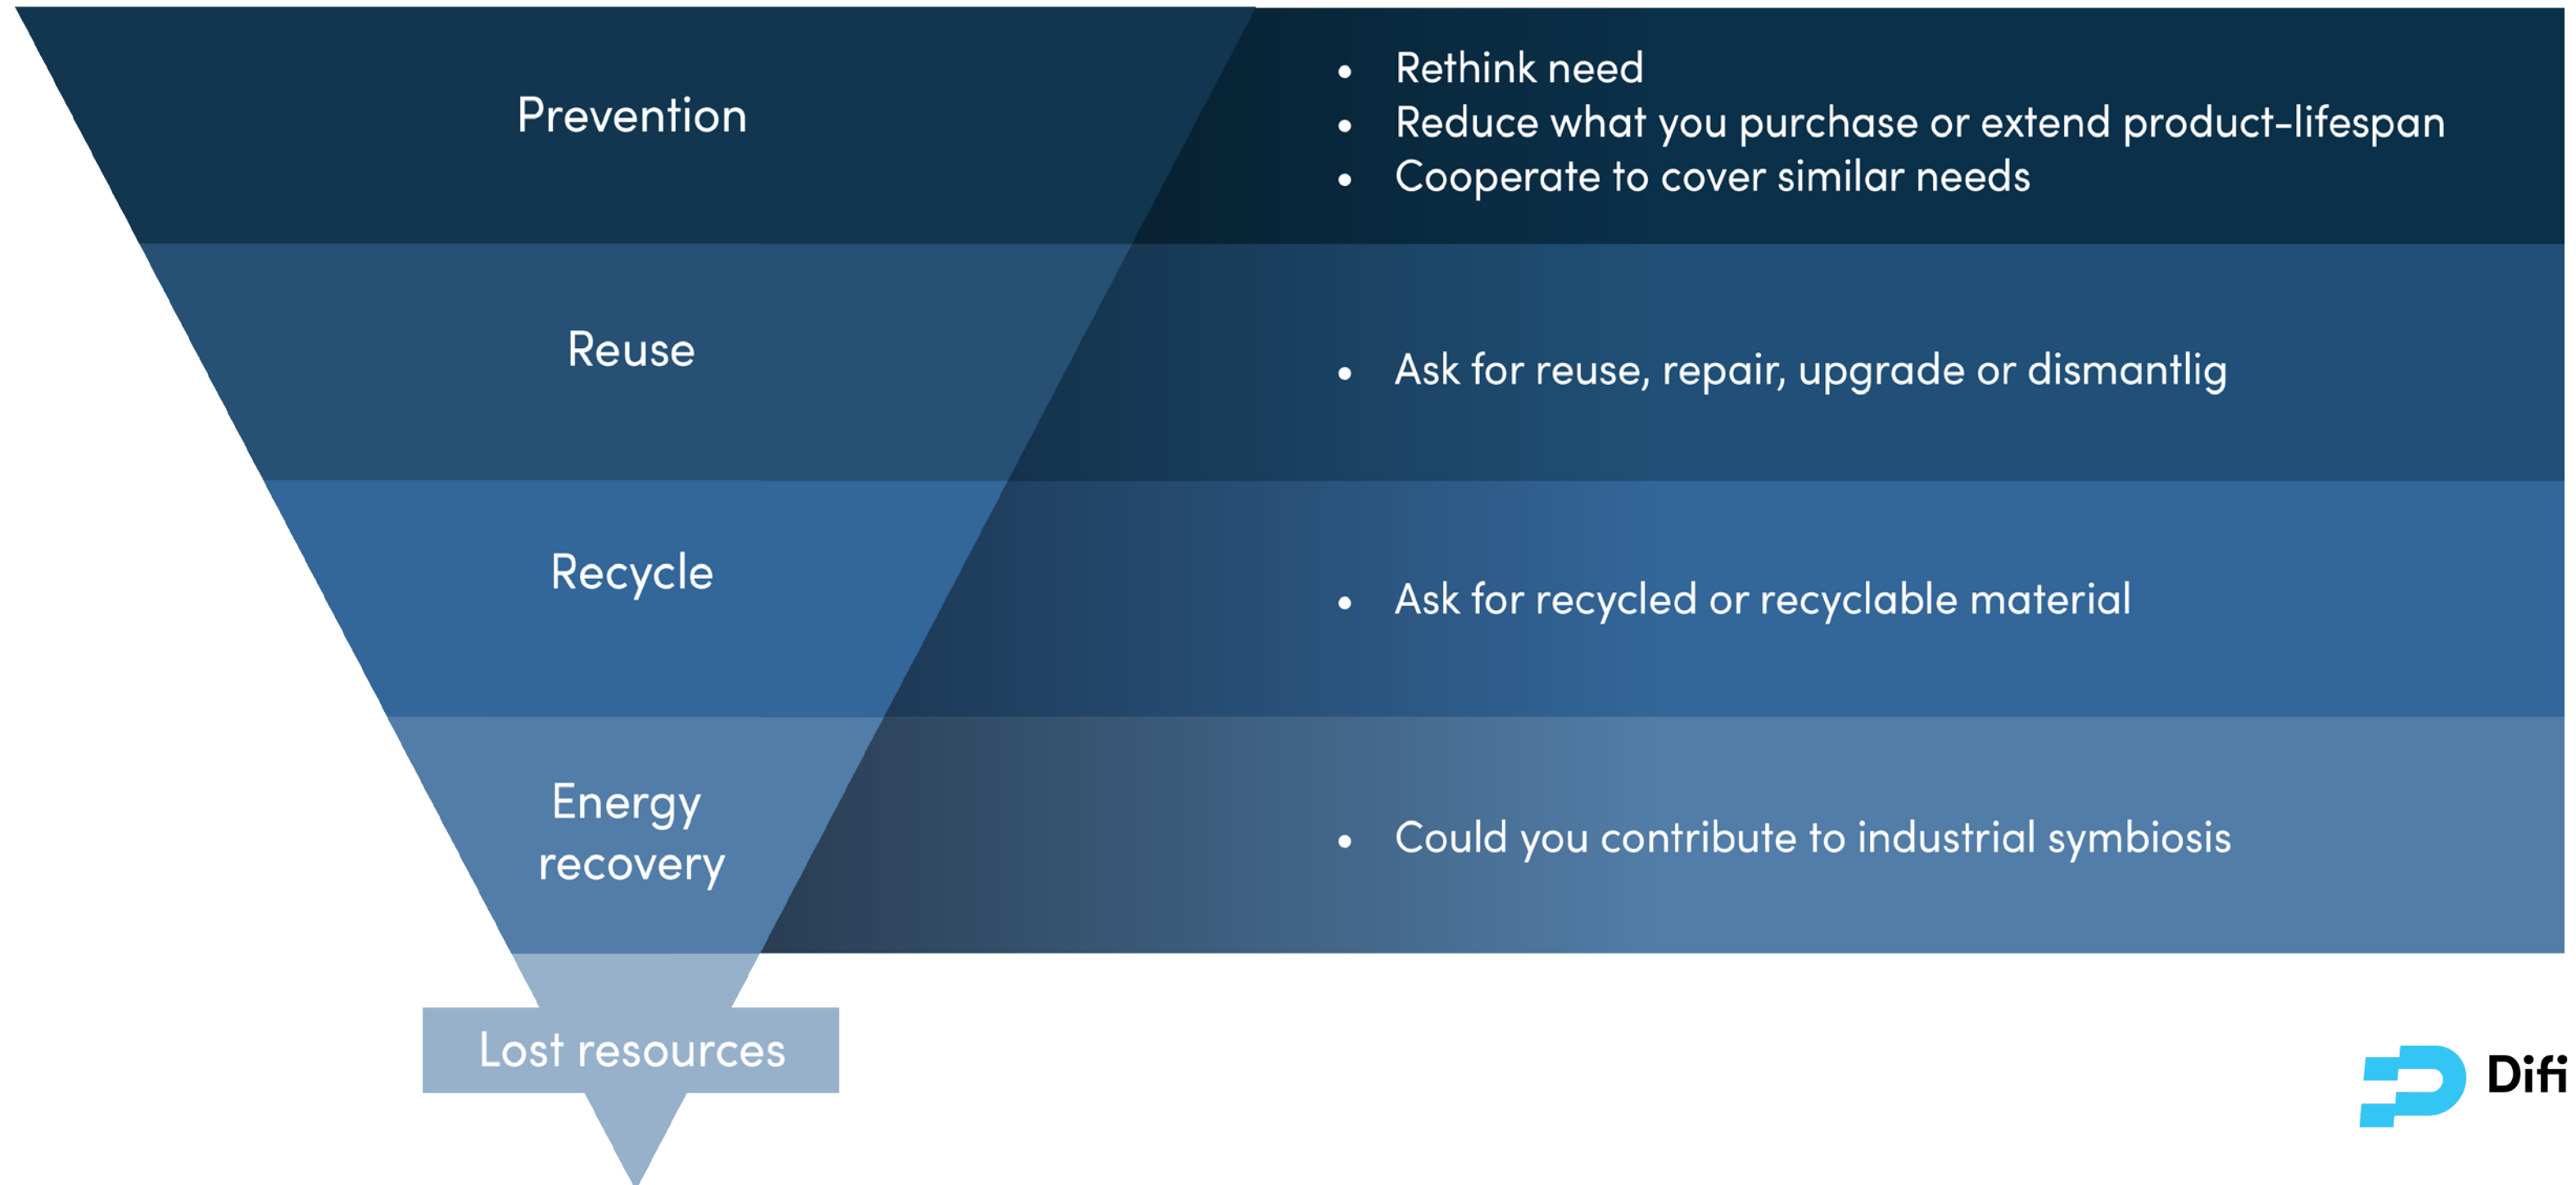 Prevention
• Rethink need
• Reduce what you purchase or extend product-lifespan
• Cooperate to cover similar needs
Reuse
• Ask for reuse, repair, upgrade or dismantlig
Recycle
• Ask for recycled or recyclable material
Energy
recovery
• Could you contribute to industrial symbiosis
Lost resources
Difi